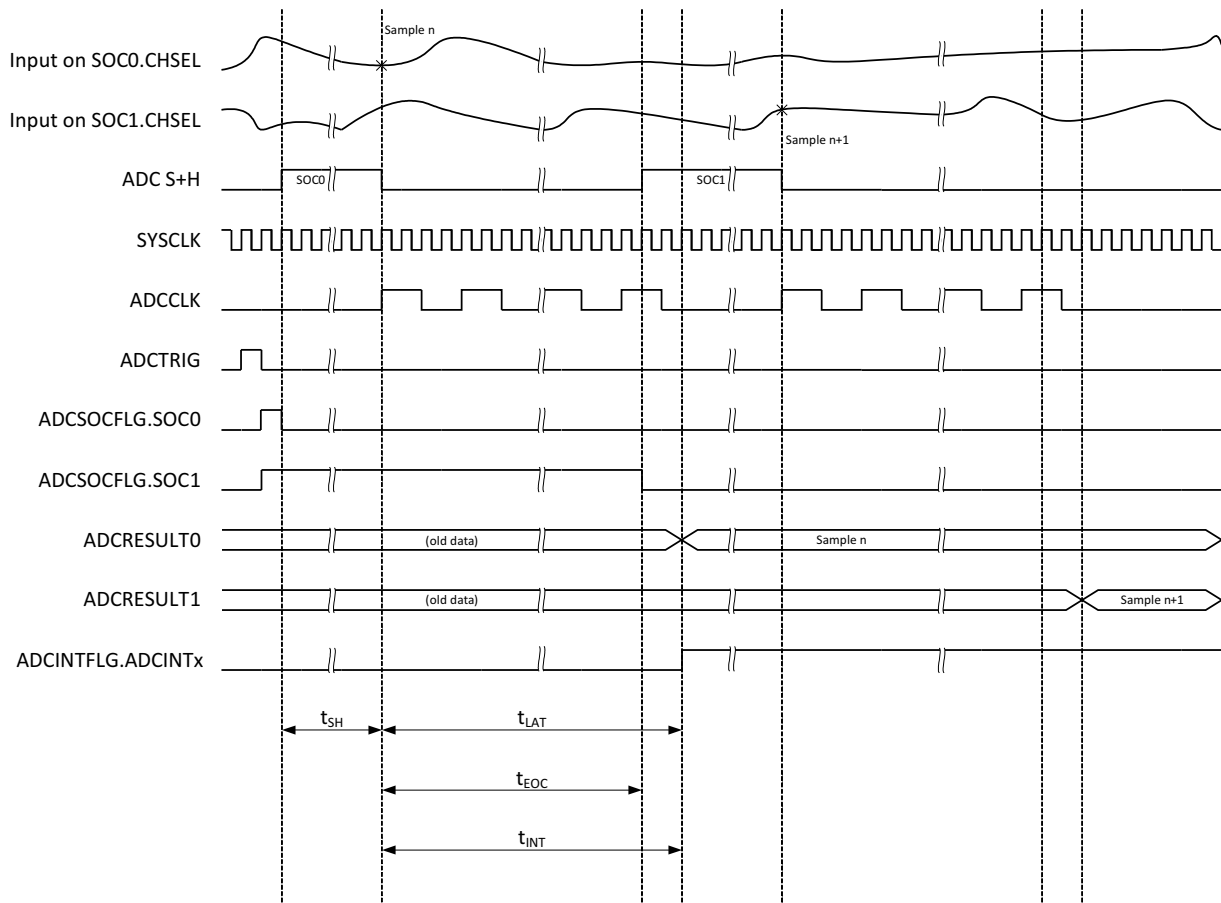 Sample n
Input on SOC0.CHSEL
Input on SOC1.CHSEL
Sample n+1
ADC S+H
SOC0
SOC1
SYSCLK
ADCCLK
ADCTRIG
ADCSOCFLG.SOC0
ADCSOCFLG.SOC1
ADCRESULT0
(old data)
Sample n
ADCRESULT1
(old data)
Sample n+1
ADCINTFLG.ADCINTx
tSH
tLAT
tEOC
tINT